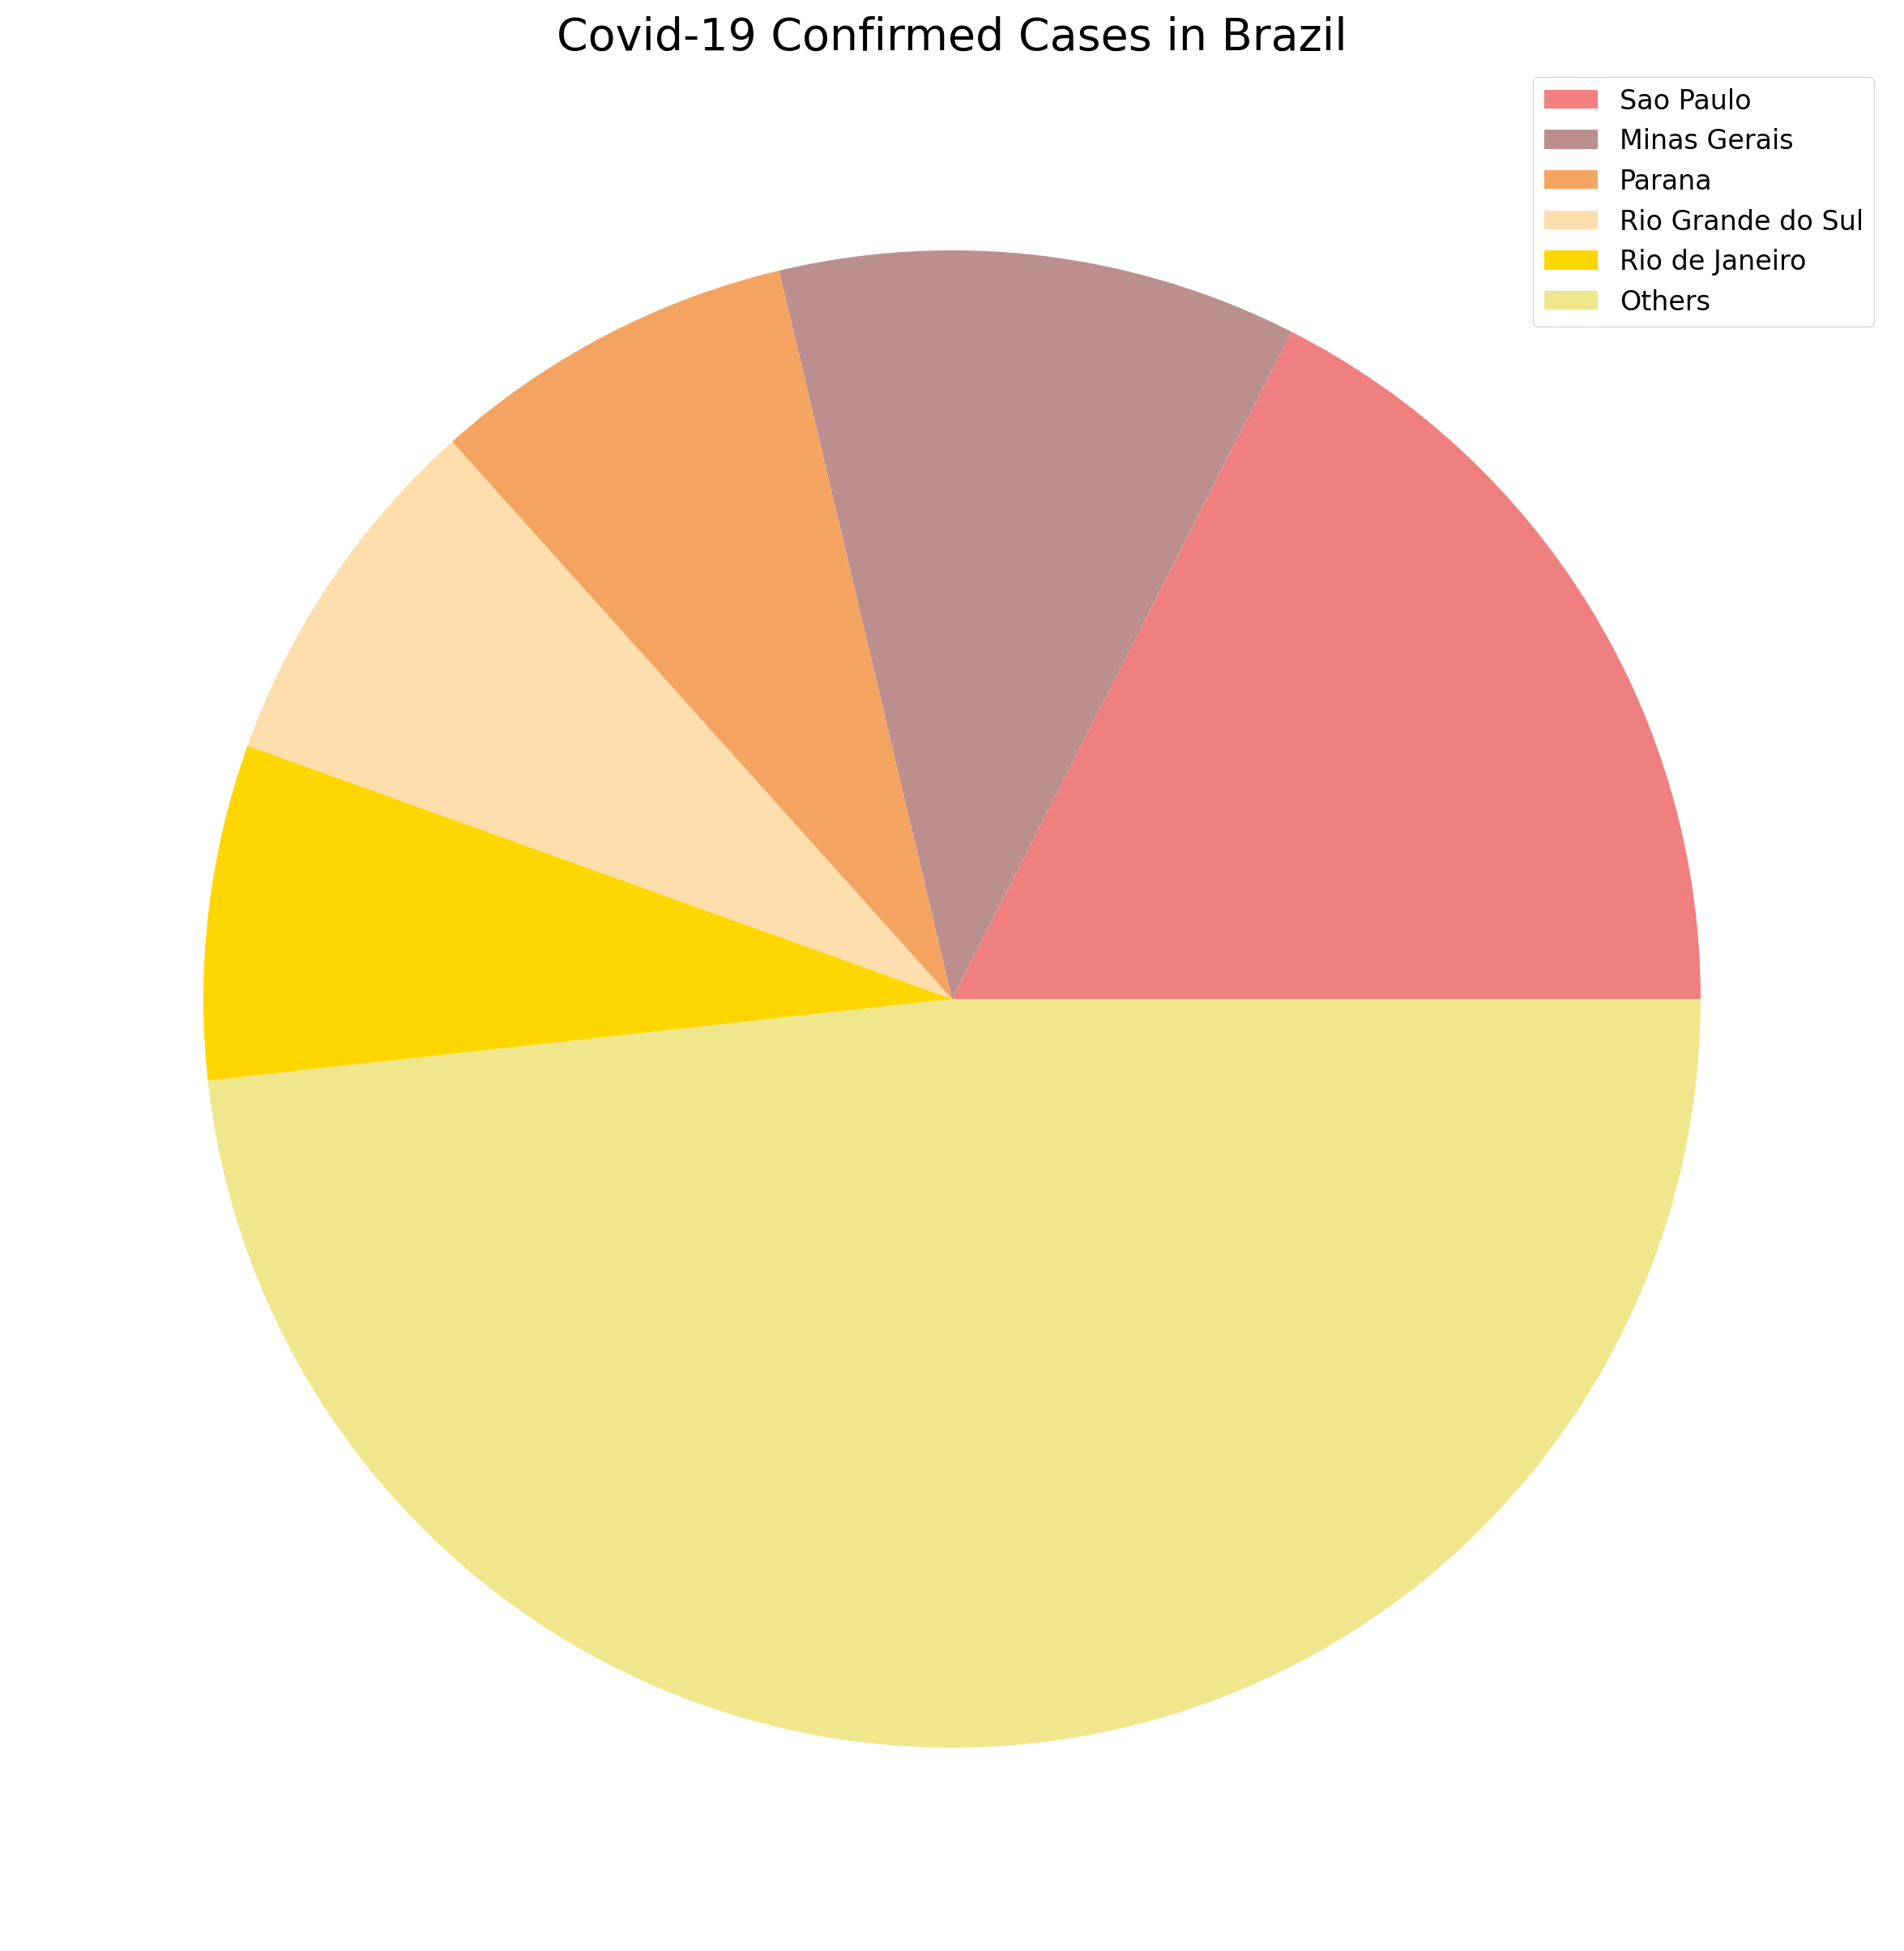 Covid-19 Confirmed Cases in Brazil
Sao Paulo
Minas Gerais
Parana
Rio Grande do Sul
Rio de Janeiro
Others